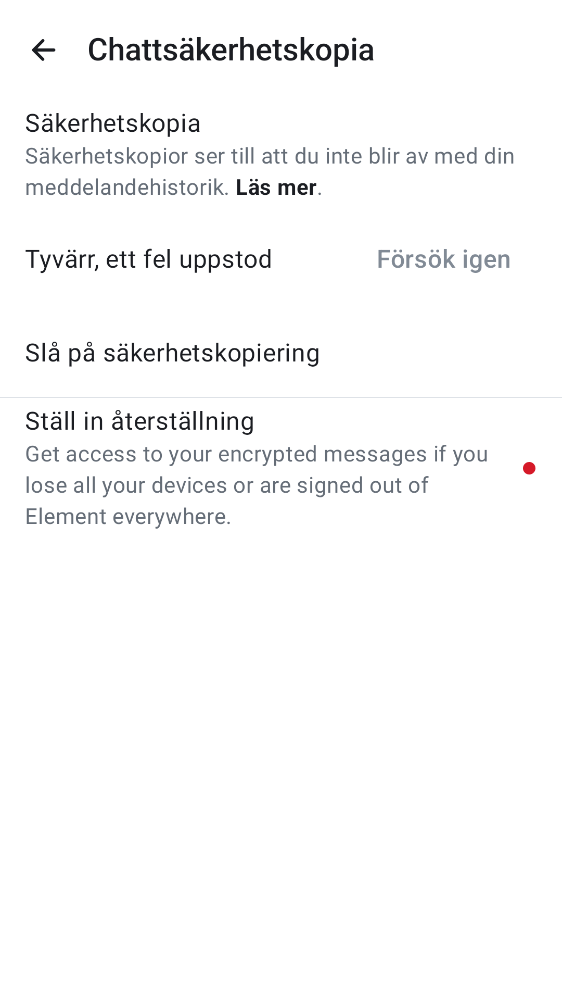 Chattsäkerhetskopia
Säkerhetskopia
Säkerhetskopior ser till att du inte blir av med din
meddelandehistorik. Läs mer.
Tyvärr, ett fel uppstod Försök igen
Slå på säkerhetskopiering
Ställ in återställning
Get access to your encrypted messages if you
lose all your devices or are signed out of
Element everywhere.